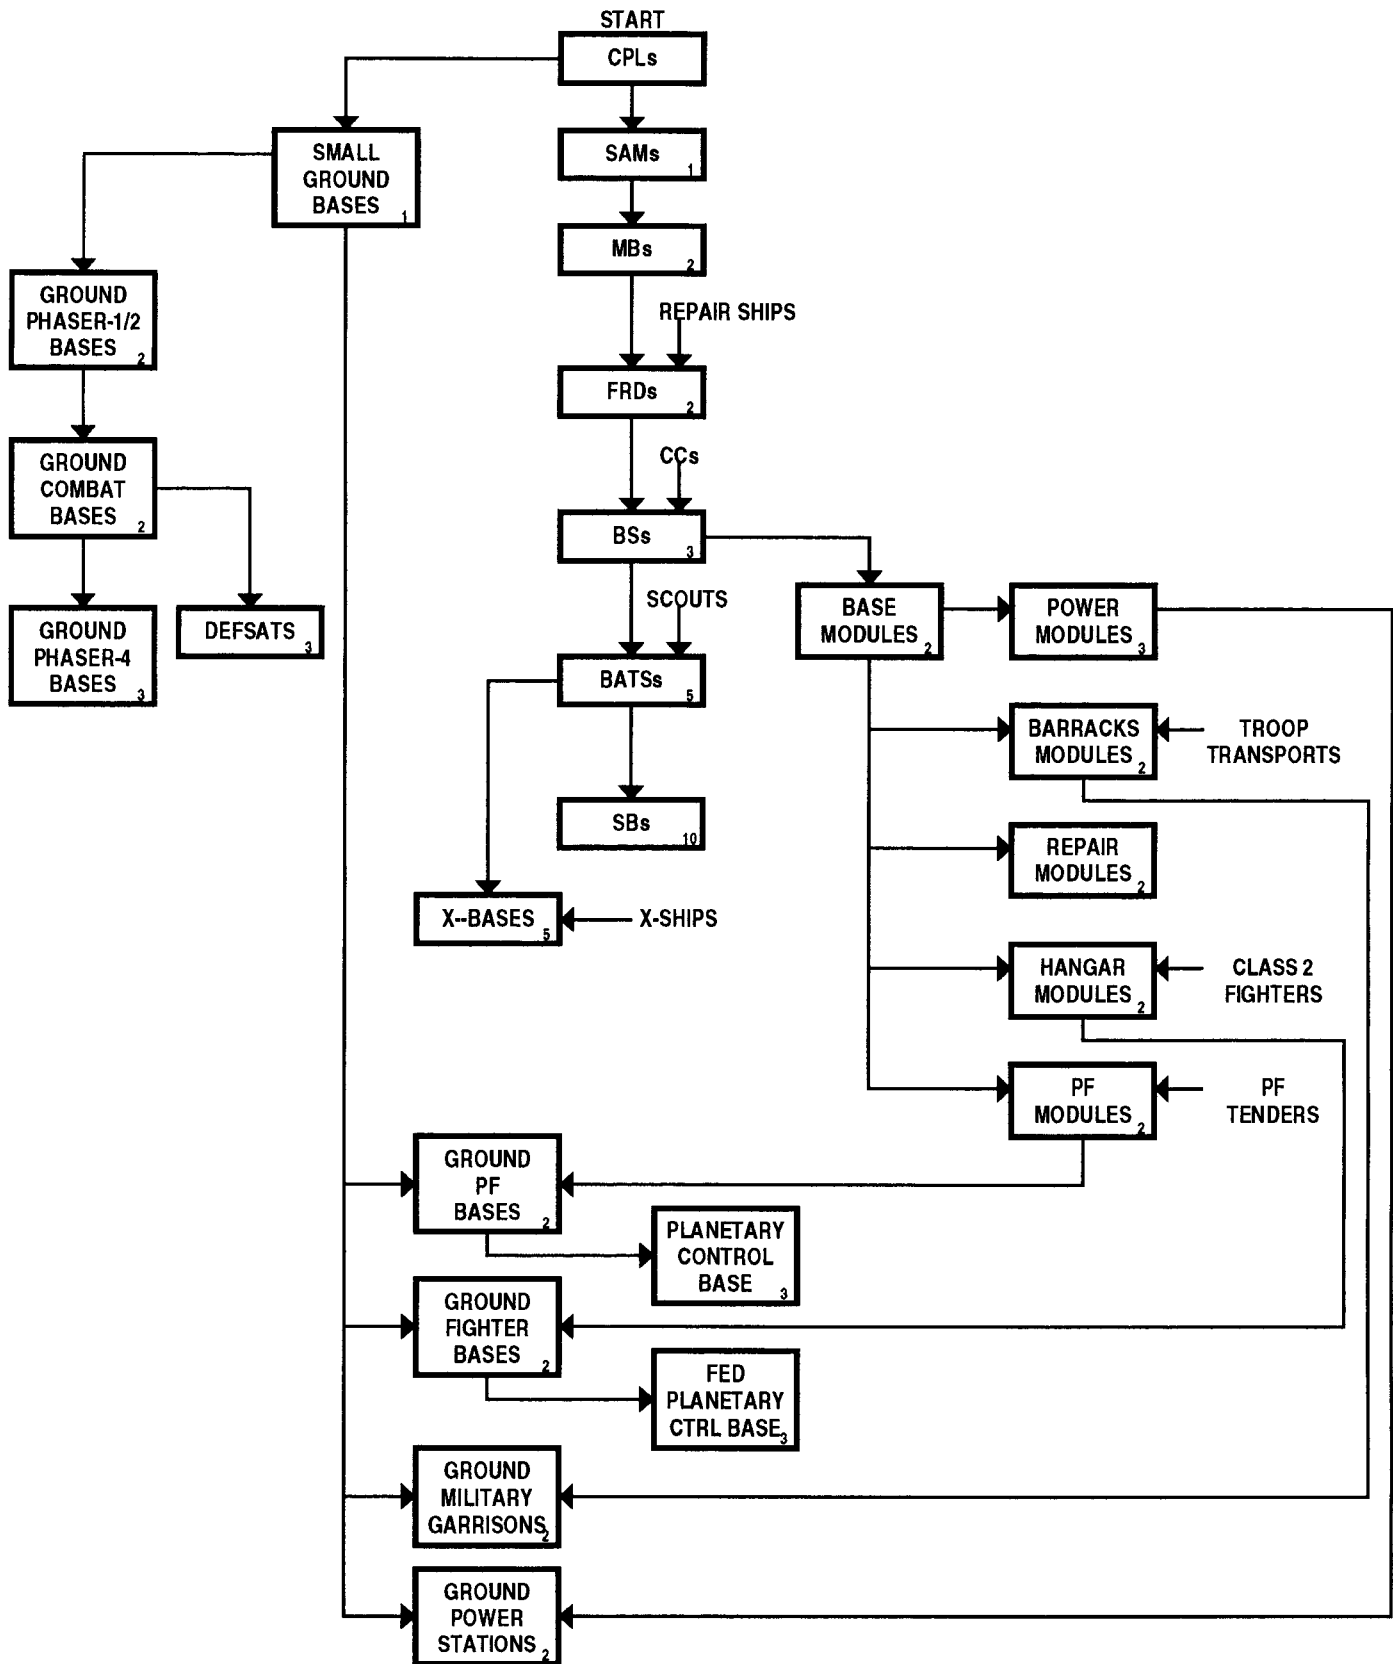 START
CPLs
SMALL
GROUND
BASES
1
SAMs
1
MBs
2
GROUND
PHASER-1/2
BASES
2
REPAIR SHIPS
FRDs
2
GROUND
COMBAT
BASES
2
CCs
BSs
3
GROUND
PHASER-4
BASES
3
DEFSATS
3
SCOUTS
BATSs
5
BASE
MODULES
2
POWER
MODULES
3
BARRACKS
MODULES
2
TROOP
TRANSPORTS
SBs
10
REPAIR
MODULES
2
X--BASES
5
X-SHIPS
HANGAR
MODULES
2
CLASS 2
FIGHTERS
PF
MODULES
2
PF
TENDERS
GROUND
PF
BASES
2
PLANETARY
CONTROL
BASE
3
GROUND
FIGHTER
BASES
2
FED
PLANETARY
CTRL BASE
3
GROUND
MILITARY
GARRISONS
2
GROUND
POWER
STATIONS
2